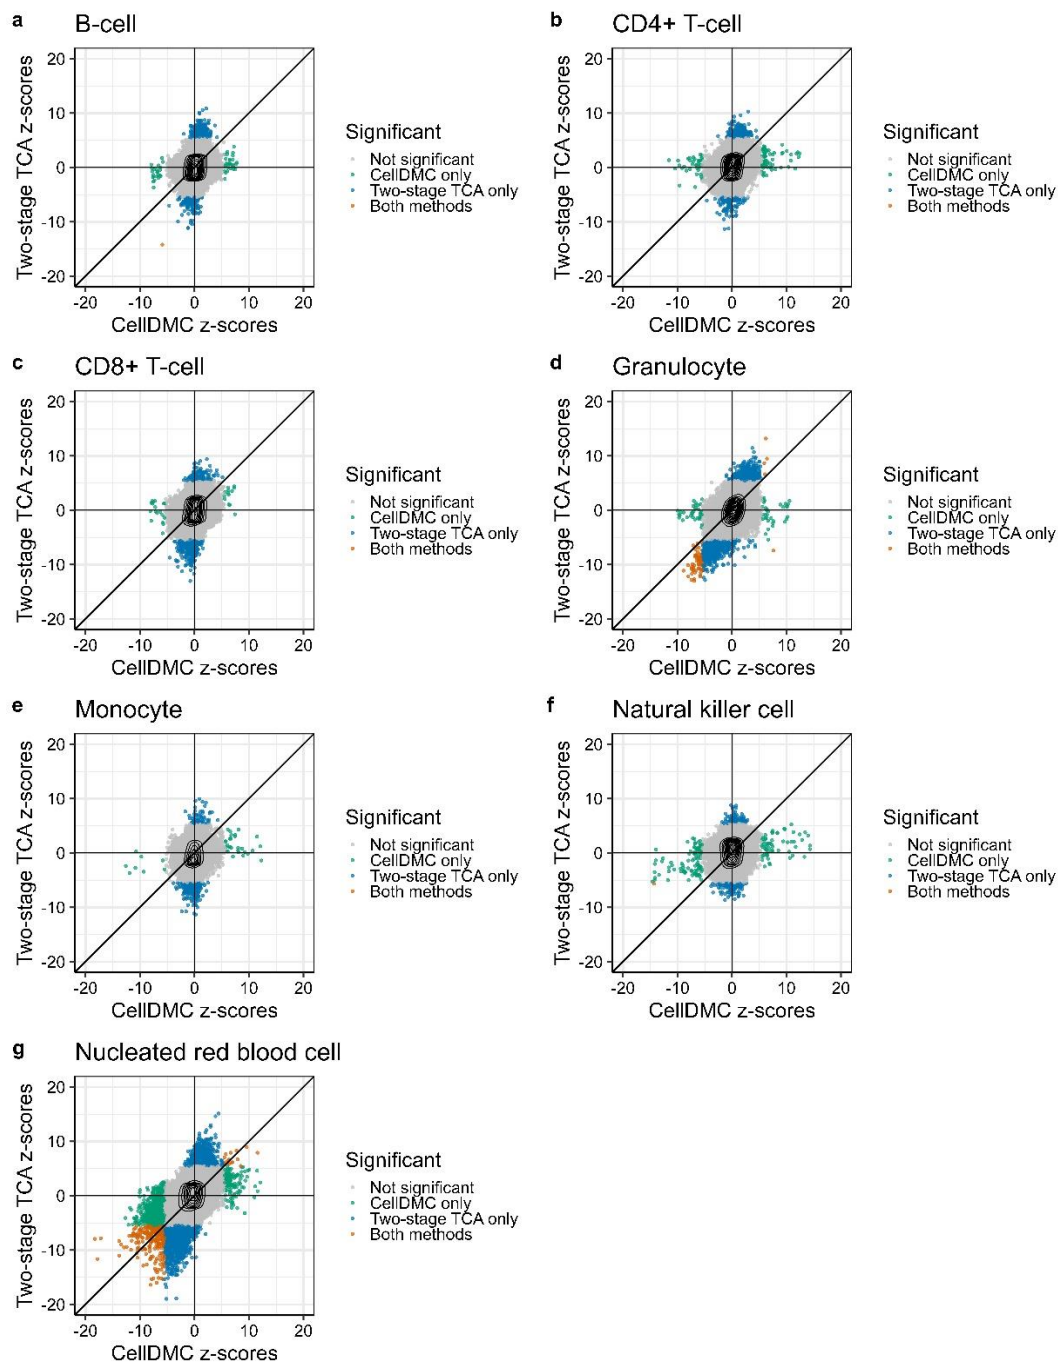 a B-cell
Two-stage TCA z-scores
20
10
0
-10
-20
-20 -10 0 10 20
CellDMC z-scores
Significant
Not significant
CellDMC only
Two-stage TCA only
Both methods
b CD4+ T-cell
Two-stage TCA z-scores
20
10
0
-10
-20
-20 -10 0 10 20
CellDMC z-scores
Significant
Not significant
CellDMC only
Two-stage TCA only
Both methods
c CD8+ T-cell
Two-stage TCA z-scores
20
10
0
-10
-20
-20 -10 0 10 20
CellDMC z-scores
Significant
Not significant
CellDMC only
Two-stage TCA only
Both methods
d Granulocyte
Two-stage TCA z-scores
20
10
0
-10
-20
-20 -10 0 10 20
CellDMC z-scores
Significant
Not significant
CellDMC only
Two-stage TCA only
Both methods
e Monocyte
Two-stage TCA z-scores
20
10
0
-10
-20
-20 -10 0 10 20
CellDMC z-scores
Significant
Not significant
CellDMC only
Two-stage TCA only
Both methods
f Natural killer cell
Two-stage TCA z-scores
20
10
0
-10
-20
-20 -10 0 10 20
CellDMC z-scores
Significant
Not significant
CellDMC only
Two-stage TCA only
Both methods
g Nucleated red blood cell
Two-stage TCA z-scores
20
10
0
-10
-20
-20 -10 0 10 20
CellDMC z-scores
Significant
Not significant
CellDMC only
Two-stage TCA only
Both methods